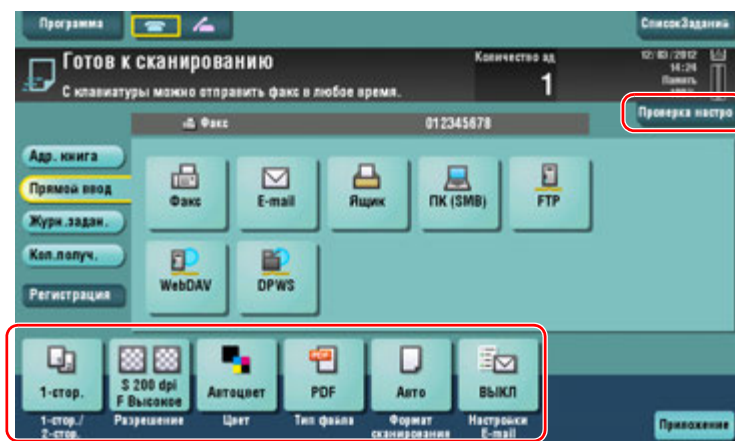 Программа
СписокЗаданий
Готов к сканированию
Количество ад
12/03/2012
14:24
Память
С клавиатуры можно отправить факс в любое время.
1
Проверка настро
Факс
012345678
Адр. книга
Прямой ввод
Журн.задан.
Кол.получ.
Регистрация
Факс
E-mail
Ящик
ПК (SMB)
FTP
WebDAV
DPWS
1-стор.
S 200 dpi
F Высокое
Автоцвет
PDF
Авто
ВЫКЛ
1-стор./
2-стор.
Разрешение
Цвет
Тип файла
Формат
сканирования
Настройки
E-mail
Приложение